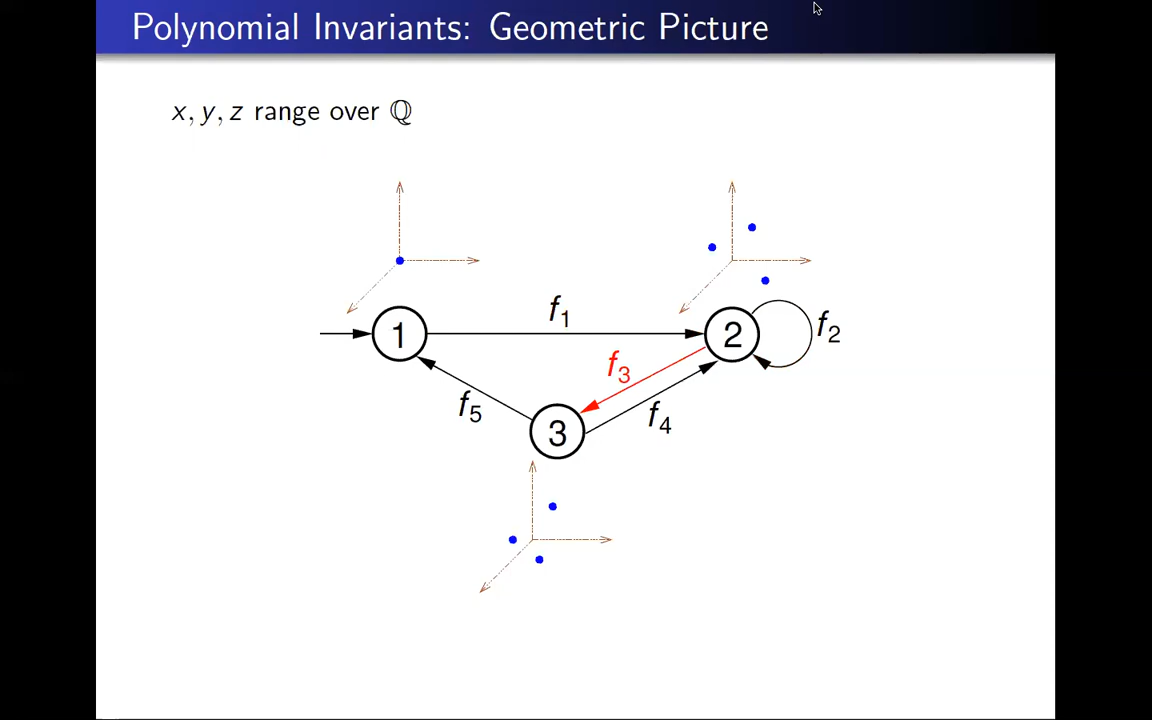 Polynomial Invariants: Geometric Picture
x, y, z range over ℚ
f₁
1
2
f₂
f₃
f₅
f₄
3